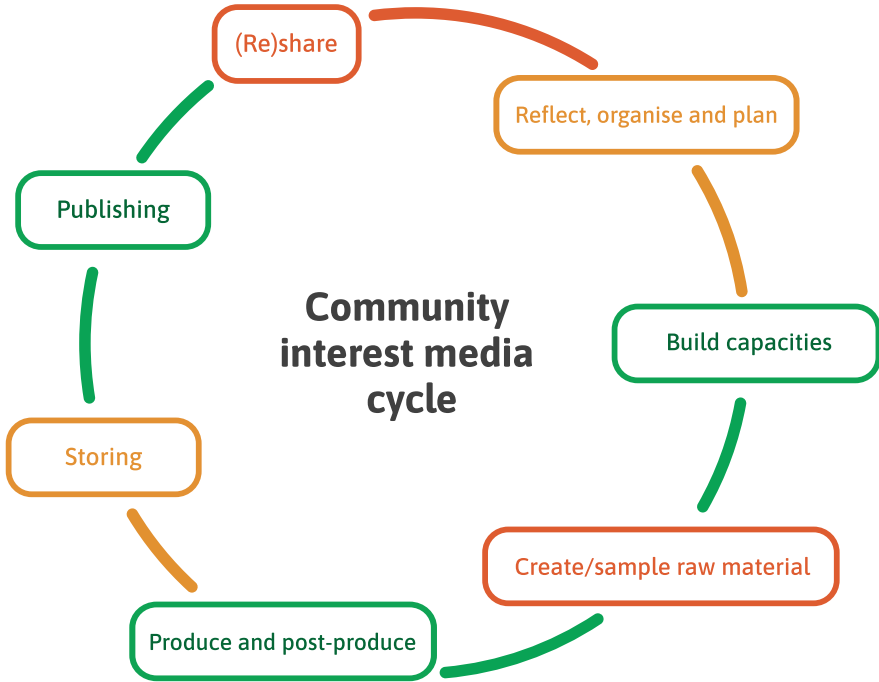 (Re)share
Reflect, organise and plan
Publishing
Community
interest media
cycle
Build capacities
Storing
Create/sample raw material
Produce and post-produce